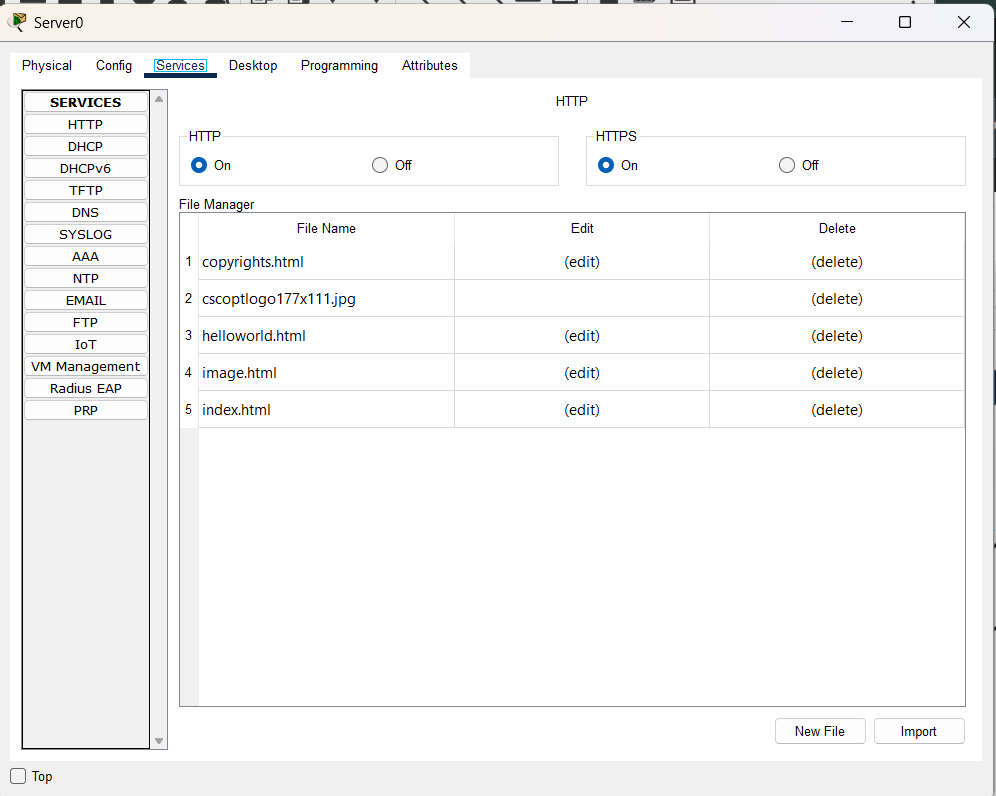 Server0
Physical Config Services Desktop Programming Attributes
SERVICES
HTTP
DHCP
DHCPv6
TFTP
DNS
SYSLOG
AAA
NTP
EMAIL
FTP
IoT
VM Management
Radius EAP
PRP
HTTP
HTTP
On Off
HTTPS
On Off
File Manager
File Name Edit Delete
1 copyrights.html (edit) (delete)
2 cscoptlogo177x111.jpg (delete)
3 helloworld.html (edit) (delete)
4 image.html (edit) (delete)
5 index.html (edit) (delete)
New File Import
Top